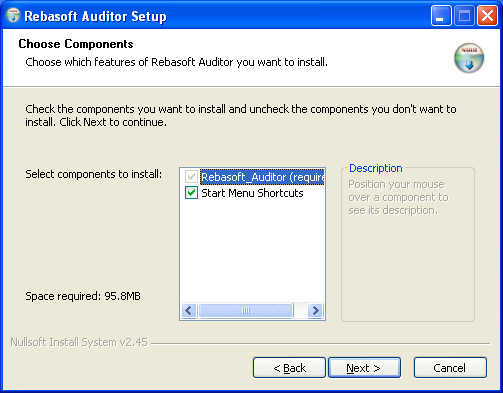 Rebasoft Auditor Setup
Choose Components
Choose which features of Rebasoft Auditor you want to install.
Check the components you want to install and uncheck the components you don't want to
install. Click Next to continue.
Select components to install:
Rebasoft_Auditor (require
Start Menu Shortcuts
Description
Position your mouse
over a component to
see its description.
Space required: 95.8MB
Nullsoft Install System v2.45
< Back
Next >
Cancel